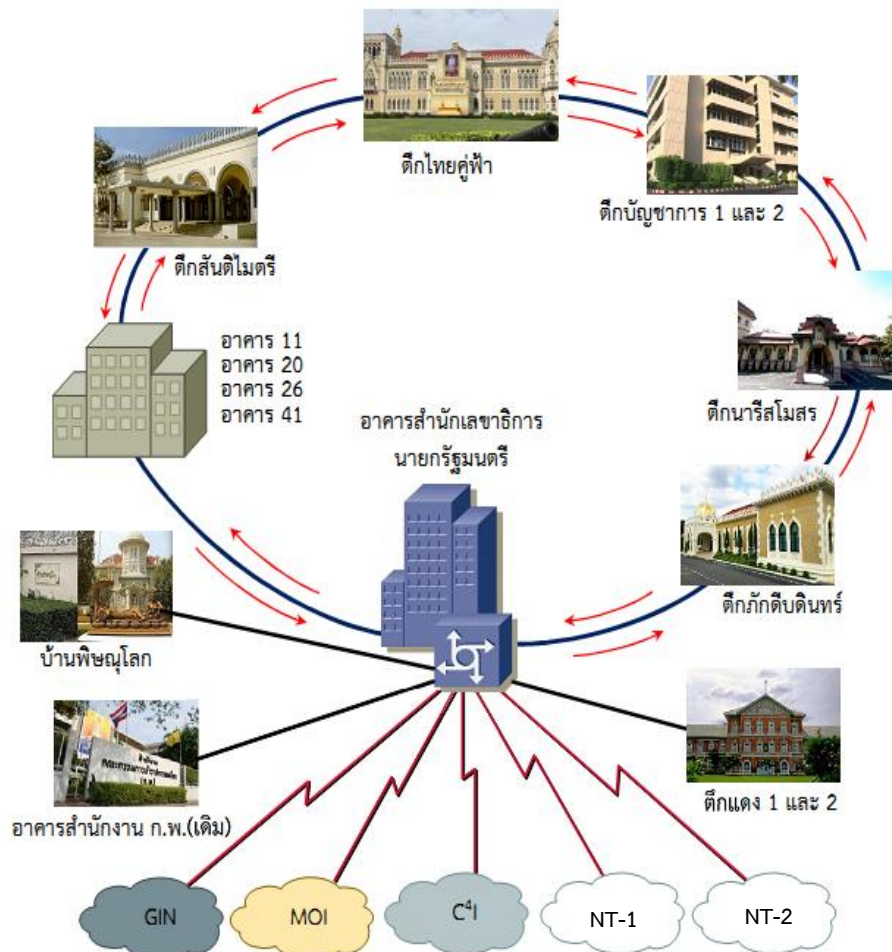 ตึกไทยคู่ฟ้า
ตึกบัญชาการ 1 และ 2
ตึกสันติไมตรี
อาคาร 11
อาคาร 20
อาคาร 26
อาคาร 41
ตึกนารีสโมสร
อาคารสำนักเลขาธิการ
นายกรัฐมนตรี
ตึกภักดีบดินทร์
บ้านพิษณุโลก
ตึกแดง 1 และ 2
อาคารสำนักงาน ก.พ.(เดิม)
GIN
MOI
C⁴I
NT-1
NT-2